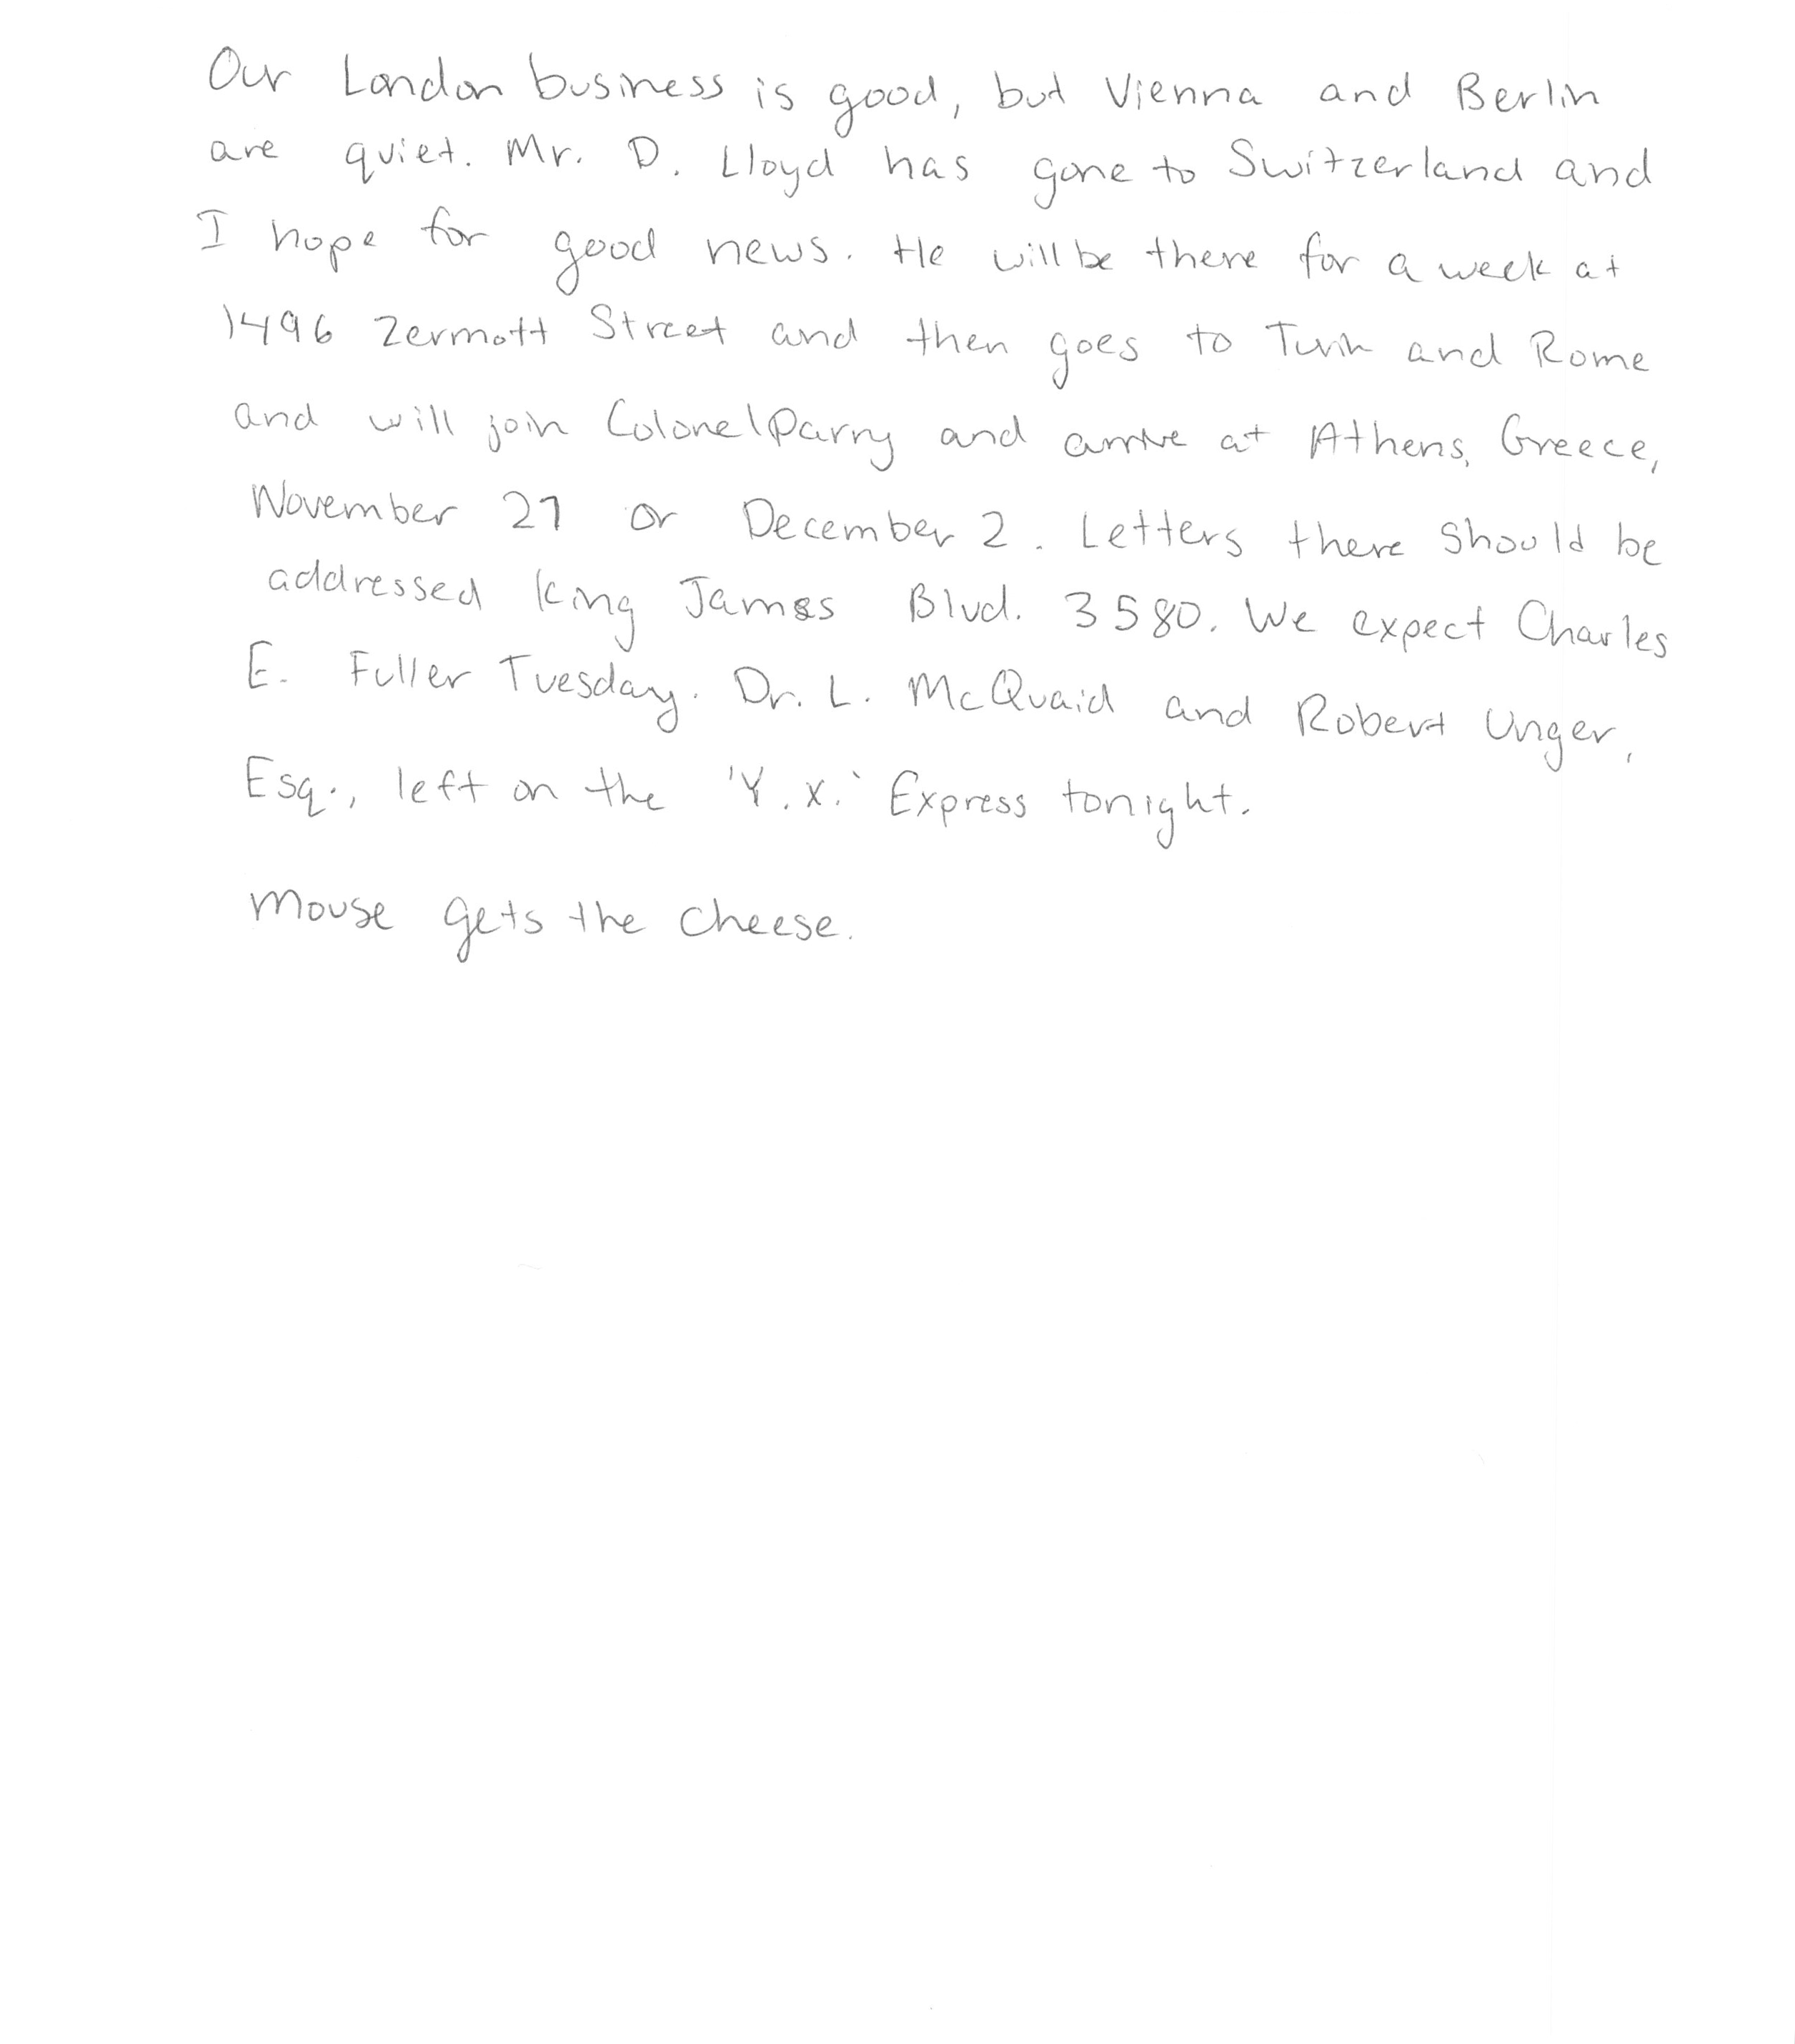 Our London business is good, but Vienna and Berlin
are quiet. Mr. D. Lloyd has gone to Switzerland and
I hope for good news. He will be there for a week at
1496 Zermott Street and then goes to Turin and Rome
and will join Colonel Parry and arrive at Athens, Greece,
November 27 or December 2. Letters there should be
addressed King James Blvd. 3580. We expect Charles
E. Fuller Tuesday. Dr. L. McQuaid and Robert Unger,
Esq., left on the 'Y.X.' Express tonight.
Mouse gets the cheese.